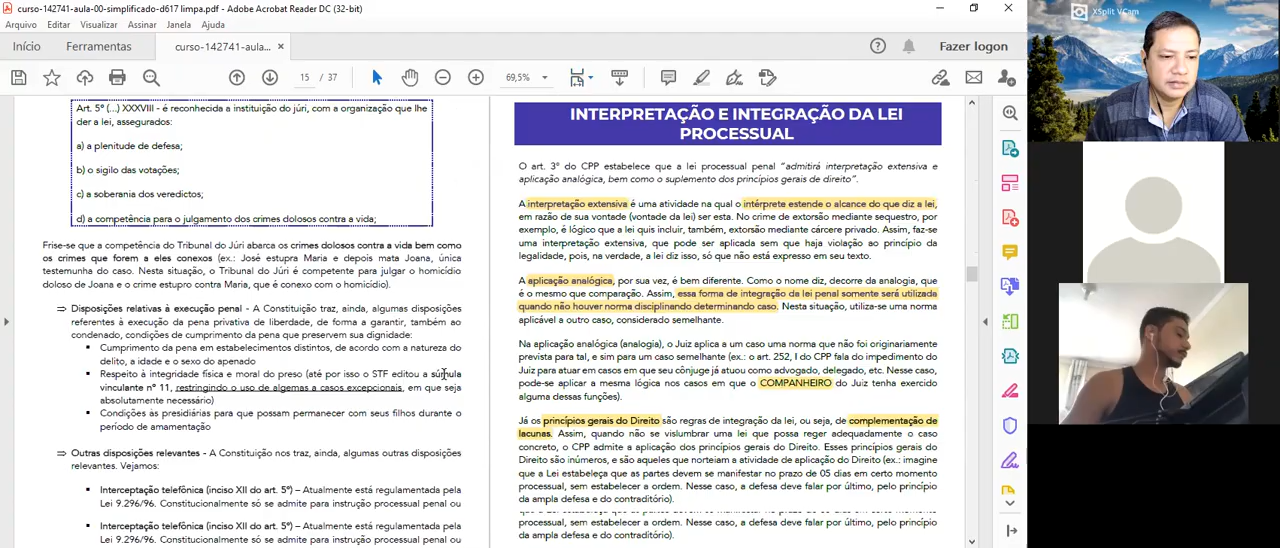 curso-142741-aula-00-simplificado-d617 limpa.pdf - Adobe Acrobat Reader DC (32-bit)
Arquivo Editar Visualizar Assinar Janela Ajuda
Início Ferramentas curso-142741-aula... × Fazer logon
15 / 37 69,5%
XSplit VCam
Art. 5º (...) XXXVIII - é reconhecida a instituição do júri, com a organização que lhe
der a lei, assegurados:
a) a plenitude de defesa;
b) o sigilo das votações;
c) a soberania dos veredictos;
d) a competência para o julgamento dos crimes dolosos contra a vida;
Frise-se que a competência do Tribunal do Júri abarca os crimes dolosos contra a vida bem como
os crimes que forem a eles conexos (ex.: José estupra Maria e depois mata Joana, única
testemunha do caso. Nesta situação, o Tribunal do Júri é competente para julgar o homicídio
doloso de Joana e o crime estupro contra Maria, que é conexo com o homicídio).
⇒ Disposições relativas à execução penal - A Constituição traz, ainda, algumas disposições
referentes à execução da pena privativa de liberdade, de forma a garantir, também ao
condenado, condições de cumprimento da pena que preservem sua dignidade:
▪ Cumprimento da pena em estabelecimentos distintos, de acordo com a natureza do
delito, a idade e o sexo do apenado
▪ Respeito à integridade física e moral do preso (até por isso o STF editou a súmula
vinculante nº 11, restringindo o uso de algemas a casos excepcionais, em que seja
absolutamente necessário)
▪ Condições às presidiárias para que possam permanecer com seus filhos durante o
período de amamentação
⇒ Outras disposições relevantes - A Constituição nos traz, ainda, algumas outras disposições
relevantes. Vejamos:
▪ Interceptação telefônica (inciso XII do art. 5º) – Atualmente está regulamentada pela
Lei 9.296/96. Constitucionalmente só se admite para instrução processual penal ou
▪ Interceptação telefônica (inciso XII do art. 5º) – Atualmente está regulamentada pela
Lei 9.296/96. Constitucionalmente só se admite para instrução processual penal ou
INTERPRETAÇÃO E INTEGRAÇÃO DA LEI
PROCESSUAL
O art. 3º do CPP estabelece que a lei processual penal “admitirá interpretação extensiva e
aplicação analógica, bem como o suplemento dos princípios gerais de direito”.
A interpretação extensiva é uma atividade na qual o intérprete estende o alcance do que diz a lei,
em razão de sua vontade (vontade da lei) ser esta. No crime de extorsão mediante sequestro, por
exemplo, é lógico que a lei quis incluir, também, extorsão mediante cárcere privado. Assim, faz-se
uma interpretação extensiva, que pode ser aplicada sem que haja violação ao princípio da
legalidade, pois, na verdade, a lei diz isso, só que não está expresso em seu texto.
A aplicação analógica, por sua vez, é bem diferente. Como o nome diz, decorre da analogia, que
é o mesmo que comparação. Assim, essa forma de integração da lei penal somente será utilizada
quando não houver norma disciplinando determinando caso. Nesta situação, utiliza-se uma norma
aplicável a outro caso, considerado semelhante.
Na aplicação analógica (analogia), o Juiz aplica a um caso uma norma que não foi originariamente
prevista para tal, e sim para um caso semelhante (ex.: o art. 252, I do CPP fala do impedimento do
Juiz para atuar em casos em que seu cônjuge já atuou como advogado, delegado, etc. Nesse caso,
pode-se aplicar a mesma lógica nos casos em que o COMPANHEIRO do Juiz tenha exercido
alguma dessas funções).
Já os princípios gerais do Direito são regras de integração da lei, ou seja, de complementação de
lacunas. Assim, quando não se vislumbrar uma lei que possa reger adequadamente o caso
concreto, o CPP admite a aplicação dos princípios gerais do Direito. Esses princípios gerais do
Direito são inúmeros, e são aqueles que norteiam a atividade de aplicação do Direito (ex.: imagine
que a Lei estabeleça que as partes devem se manifestar no prazo de 05 dias em certo momento
processual, sem estabelecer a ordem. Nesse caso, a defesa deve falar por último, pelo princípio
da ampla defesa e do contraditório).
processual, sem estabelecer a ordem. Nesse caso, a defesa deve falar por último, pelo princípio
da ampla defesa e do contraditório).